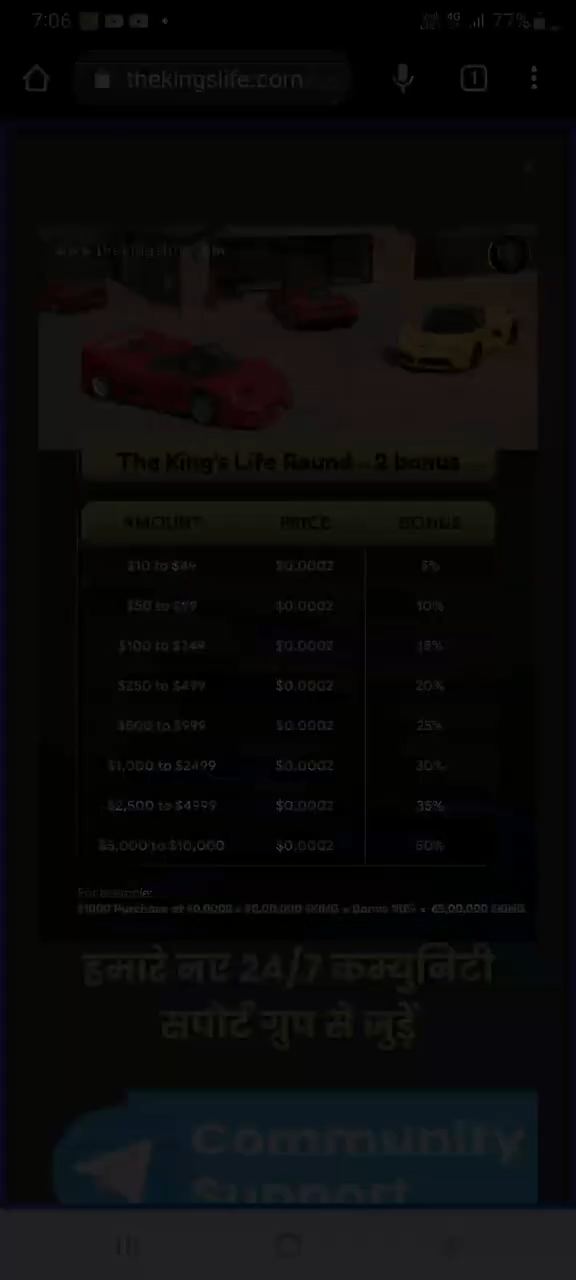 7:06
77%
thekingslife.com
1
The King's Life Round - 2 bonus
AMOUNT PRICE BONUS
$10 to $49 $0.0002 5%
$50 to $99 $0.0002 10%
$100 to $249 $0.0002 15%
$250 to $499 $0.0002 20%
$500 to $999 $0.0002 25%
$1,000 to $2499 $0.0002 30%
$2,500 to $4999 $0.0002 35%
$5,000 to $10,000 $0.0002 50%
For example:
हमारे नए 24/7 कम्युनिटी
सपोर्ट ग्रुप से जुड़ें
Community
Support